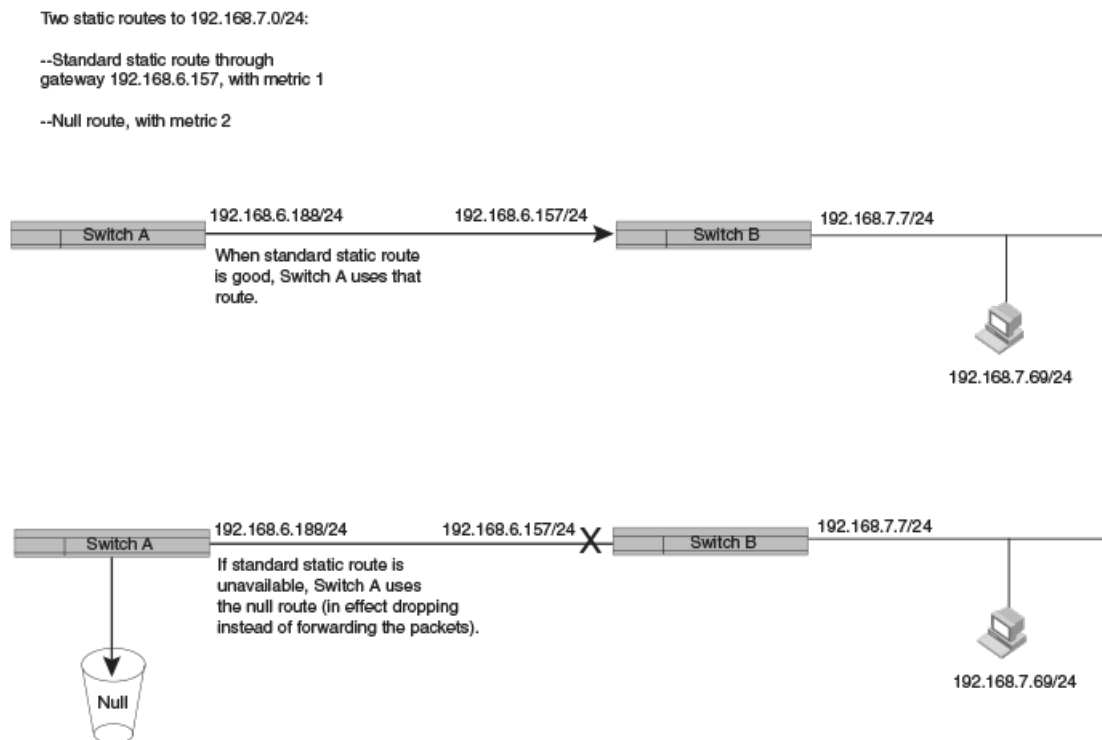 Two static routes to 192.168.7.0/24:
--Standard static route through
gateway 192.168.6.157, with metric 1
--Null route, with metric 2
192.168.6.188/24
192.168.6.157/24
192.168.7.7/24
Switch A
Switch B
When standard static route
is good, Switch A uses that
route.
192.168.7.69/24
192.168.6.188/24
192.168.6.157/24
X
192.168.7.7/24
Switch A
Switch B
If standard static route is
unavailable, Switch A uses
the null route (in effect dropping
instead of forwarding the packets).
192.168.7.69/24
Null